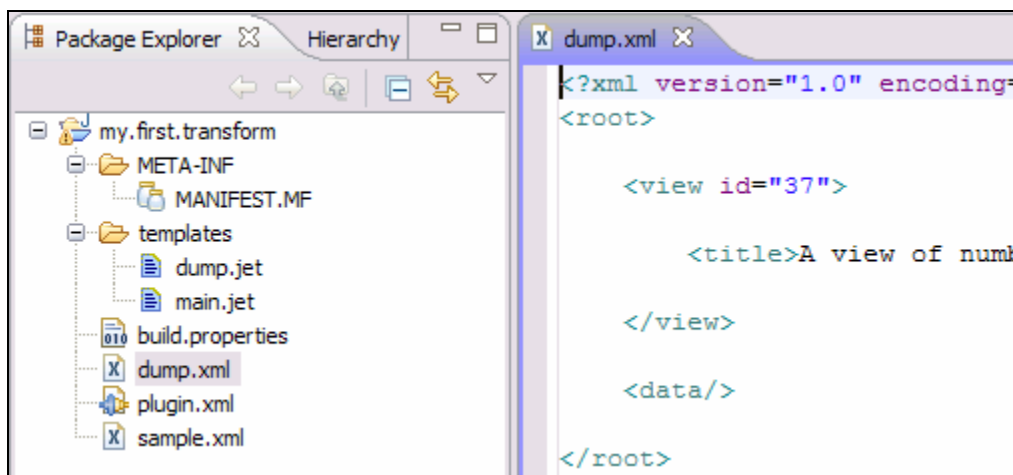 Package Explorer
Hierarchy
my.first.transform
META-INF
MANIFEST.MF
templates
dump.jet
main.jet
build.properties
dump.xml
plugin.xml
sample.xml
dump.xml
<?xml version="1.0" encoding=
<root>
<view id="37">
<title>A view of numb
</view>
<data/>
</root>